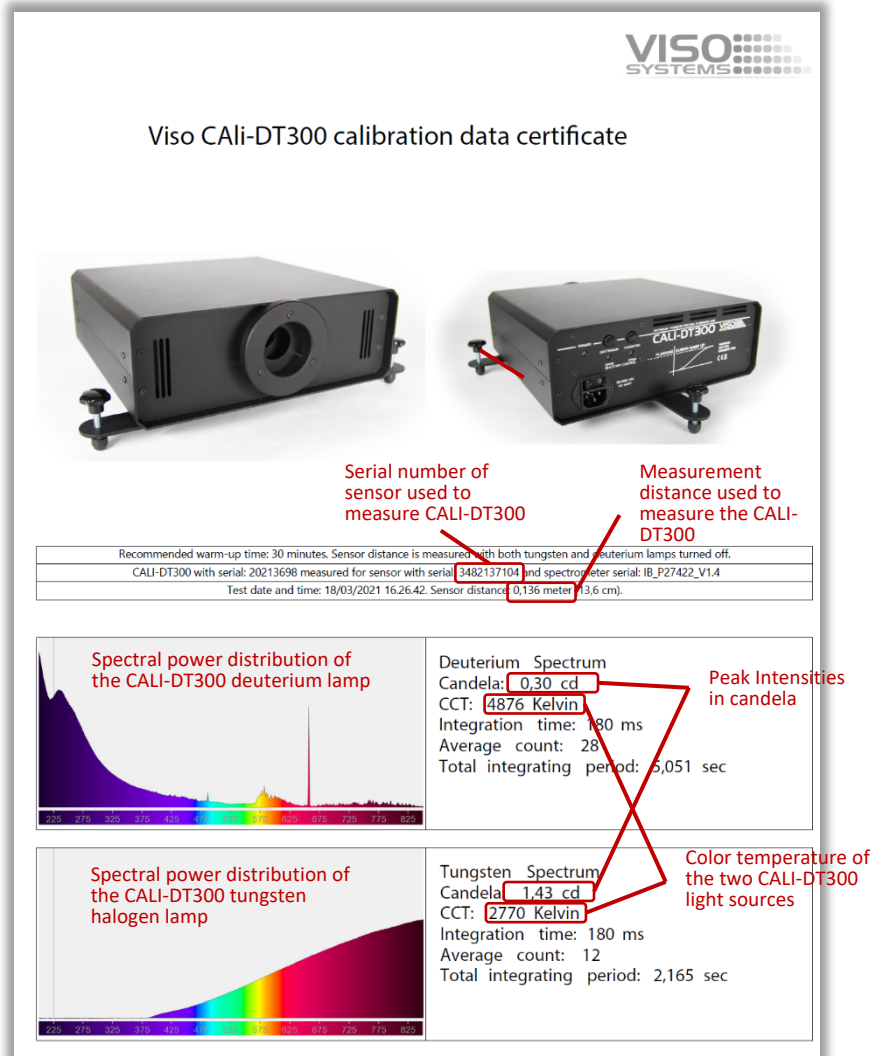 VISO
SYSTEMS
Viso CAli-DT300 calibration data certificate
CALI-DT300
VISO
Serial number of
sensor used to
measure CALI-DT300
Measurement
distance used to
measure the CALI-
DT300
Recommended warm-up time: 30 minutes. Sensor distance is measured with both tungsten and deuterium lamps turned off.
CALI-DT300 with serial: 20213698 measured for sensor with serial: 3482137104 and spectrometer serial: IB_P27422_V1.4
Test date and time: 18/03/2021 16.26.42. Sensor distance: 0,136 meter (13,6 cm).
Spectral power distribution of
the CALI-DT300 deuterium lamp
225 275 325 375 425 475 525 575 625 675 725 775 825
Deuterium Spectrum
Candela: 0,30 cd
CCT: 4876 Kelvin
Integration time: 180 ms
Average count: 28
Total integrating period: 5,051 sec
Peak Intensities
in candela
Spectral power distribution of
the CALI-DT300 tungsten
halogen lamp
225 275 325 375 425 475 525 575 625 675 725 775 825
Tungsten Spectrum
Candela: 1,43 cd
CCT: 2770 Kelvin
Integration time: 180 ms
Average count: 12
Total integrating period: 2,165 sec
Color temperature of
the two CALI-DT300
light sources